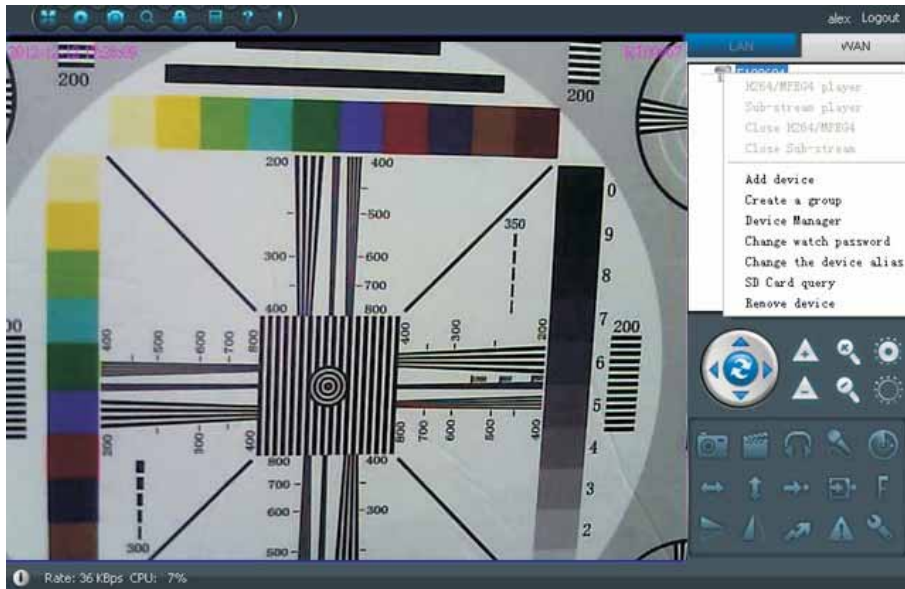 alex Logout
LAN WAN
200
200
H264/MPEG4 player
Sub-stream player
Close H264/MPEG4
Close Sub-stream
Add device
Create a group
Device Manager
Change watch password
Change the device alias
SD Card query
Remove device
200 400
500
300 700
400 800
350
0
9
8
7
6
5
4
3
2
200
400 500 600 700 800
400 200
200 300 400
800 700 600 500 400
800 400
700
600 300
500
300
F
Rate: 36 KBps CPU: 7%